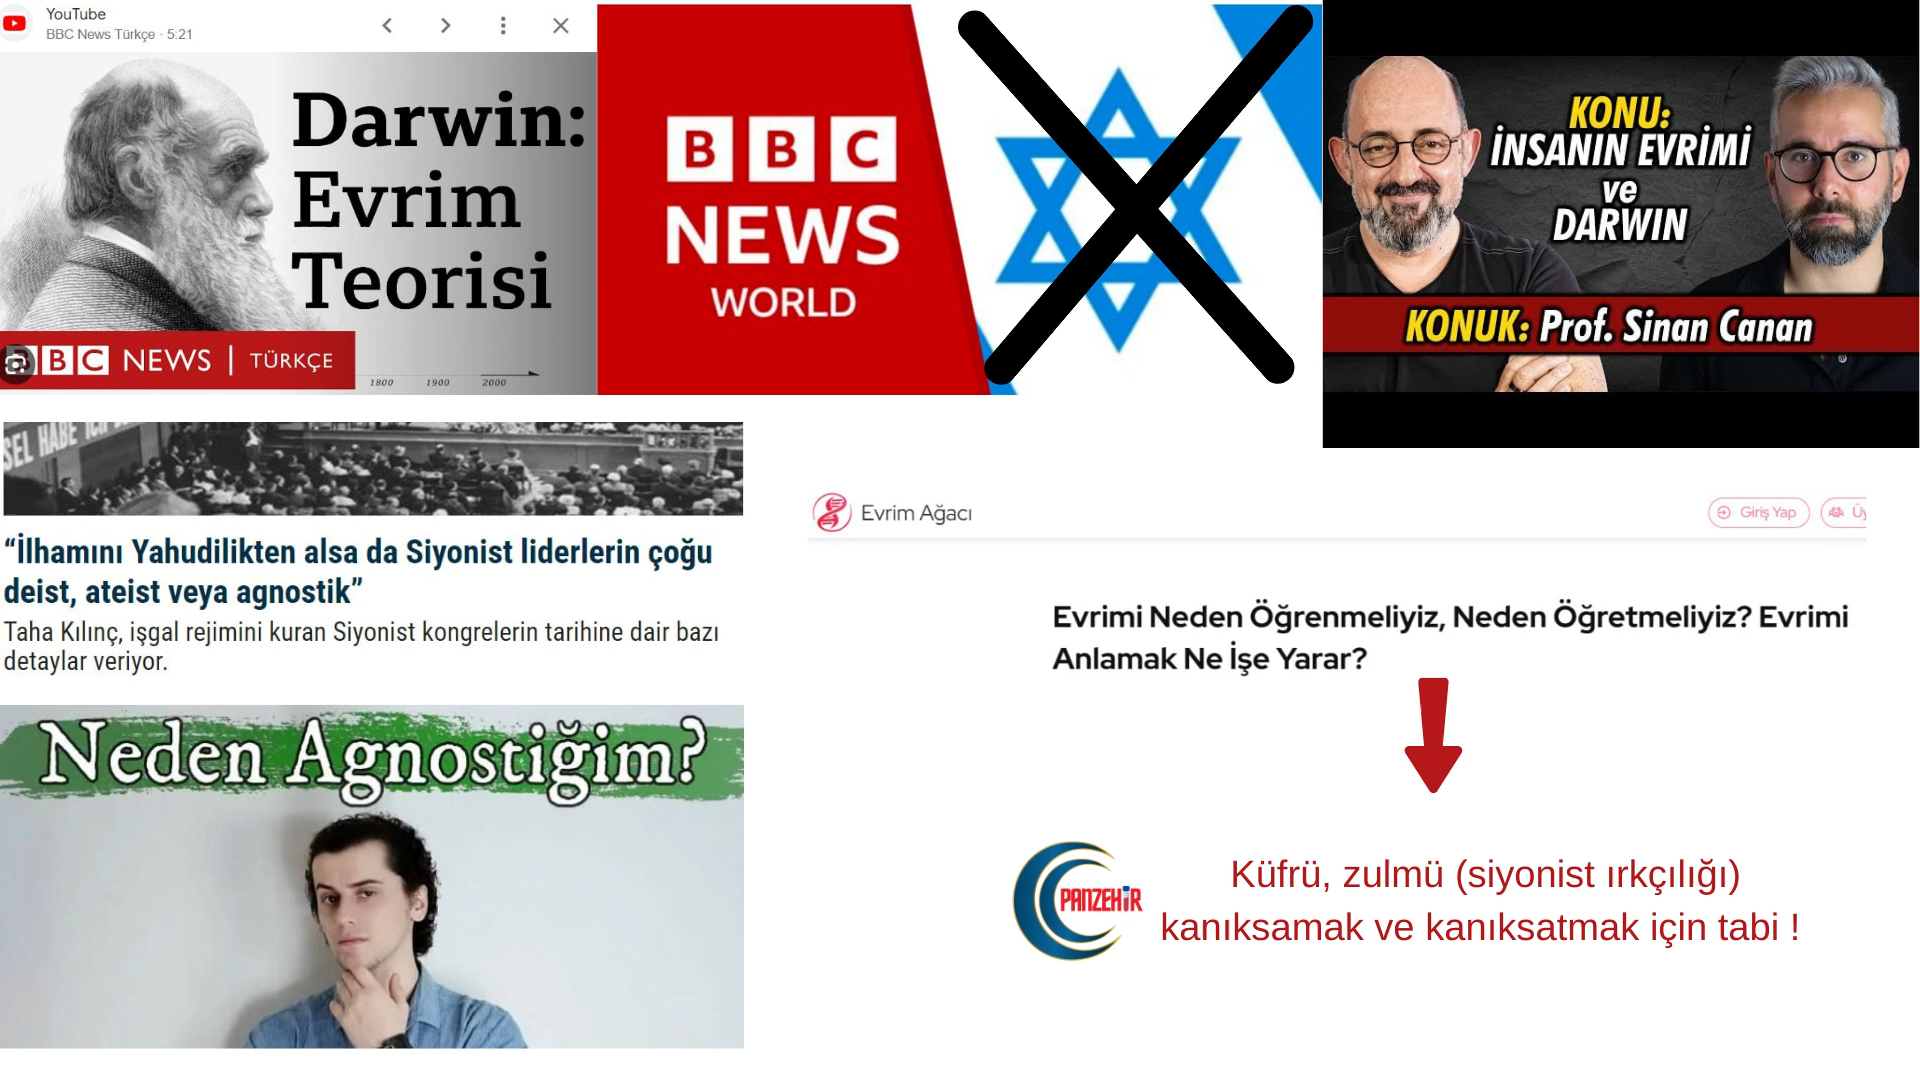 YouTube
BBC News Türkçe · 5:21
Darwin:
Evrim
Teorisi
BBC NEWS | TÜRKÇE
1800 1900 2000
BBC
NEWS
WORLD
KONU:
İNSANIN EVRİMİ
ve
DARWIN
KONUK: Prof. Sinan Canan
SEL HABE ICH
“İlhamını Yahudilikten alsa da Siyonist liderlerin çoğu
deist, ateist veya agnostik”
Taha Kılınç, işgal rejimini kuran Siyonist kongrelerin tarihine dair bazı
detaylar veriyor.
Neden Agnostiğim?
Evrim Ağacı
Giriş Yap
Evrimi Neden Öğrenmeliyiz, Neden Öğretmeliyiz? Evrimi
Anlamak Ne İşe Yarar?
PANZEHİR
Küfrü, zulmü (siyonist ırkçılığı)
kanıksamak ve kanıksatmak için tabi !